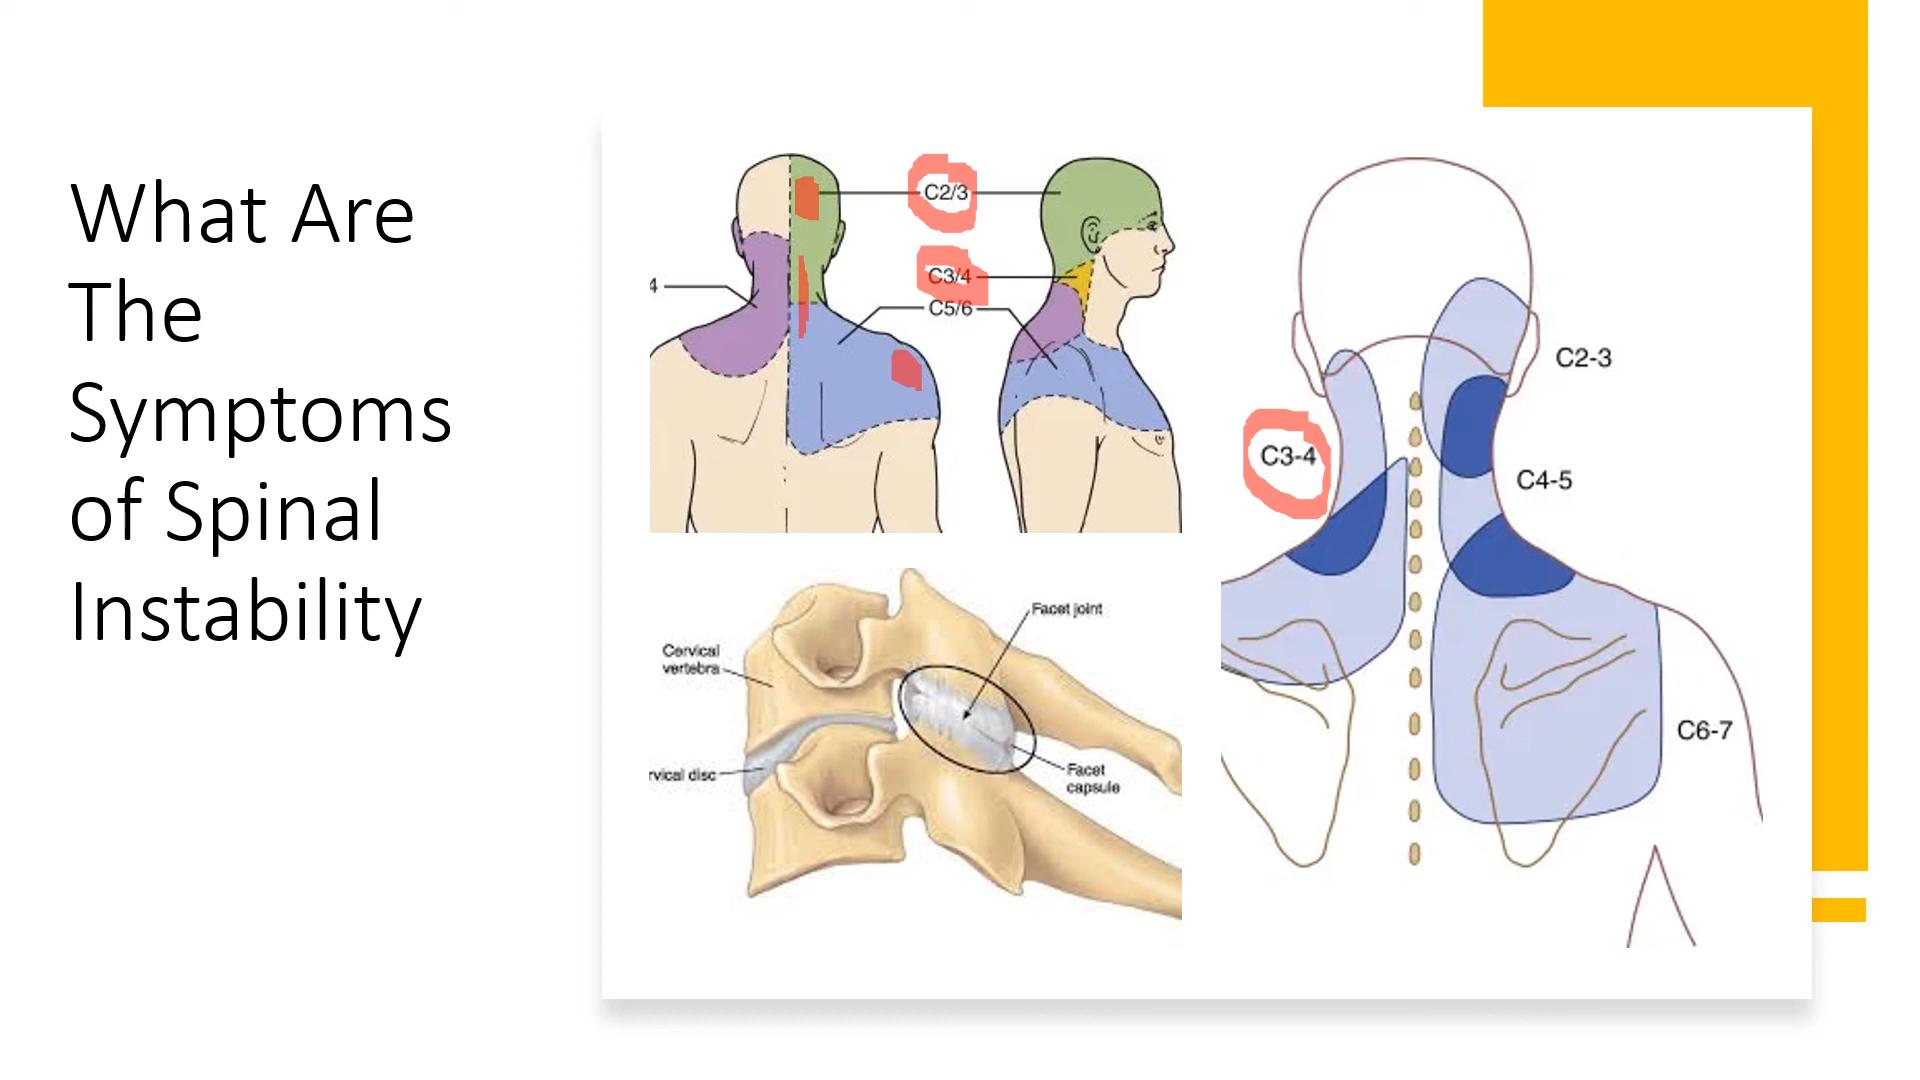 What Are
The
Symptoms
of Spinal
Instability
C2/3
C3/4
4
C5/6
C2-3
C3-4
C4-5
C6-7
Facet joint
Cervical
vertebra
rvical disc
Facet
capsule